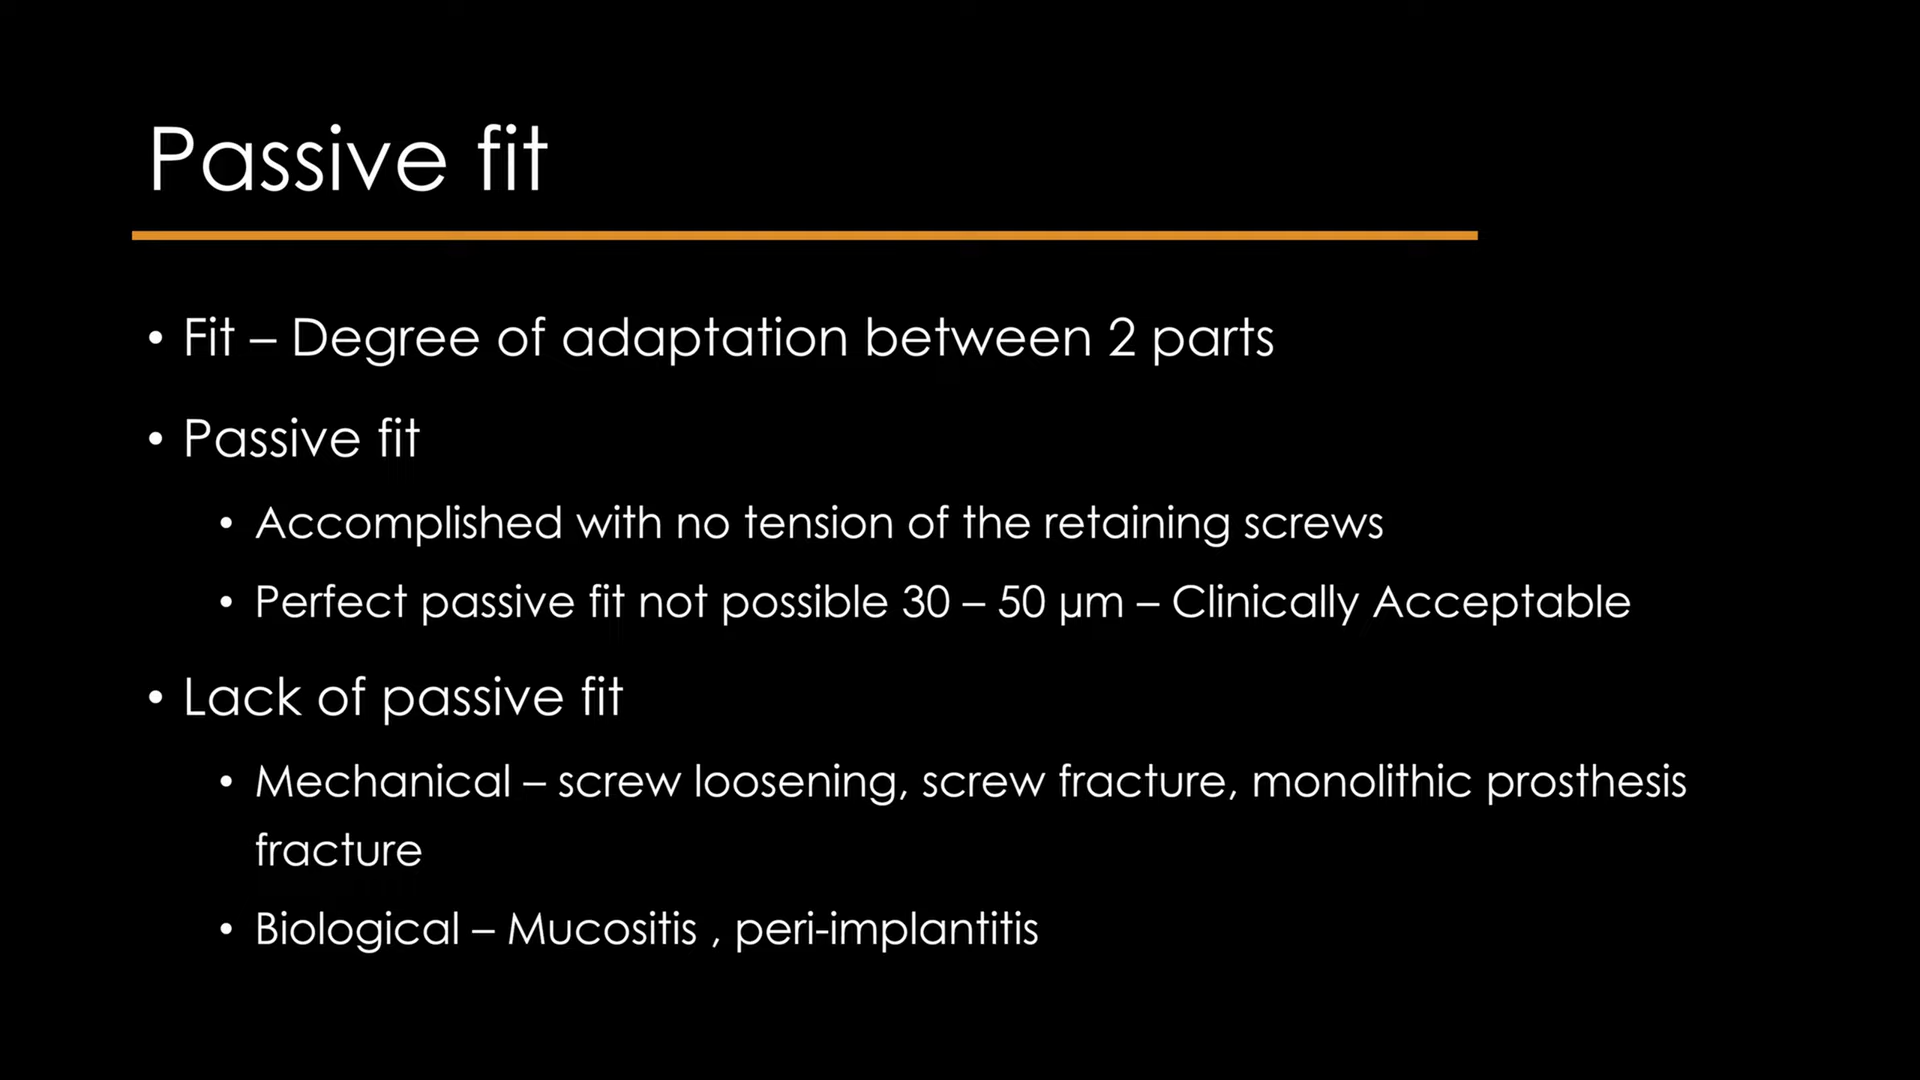 Passive fit
• Fit – Degree of adaptation between 2 parts
• Passive fit
• Accomplished with no tension of the retaining screws
• Perfect passive fit not possible 30 – 50 µm – Clinically Acceptable
• Lack of passive fit
• Mechanical – screw loosening, screw fracture, monolithic prosthesis
fracture
• Biological – Mucositis , peri-implantitis